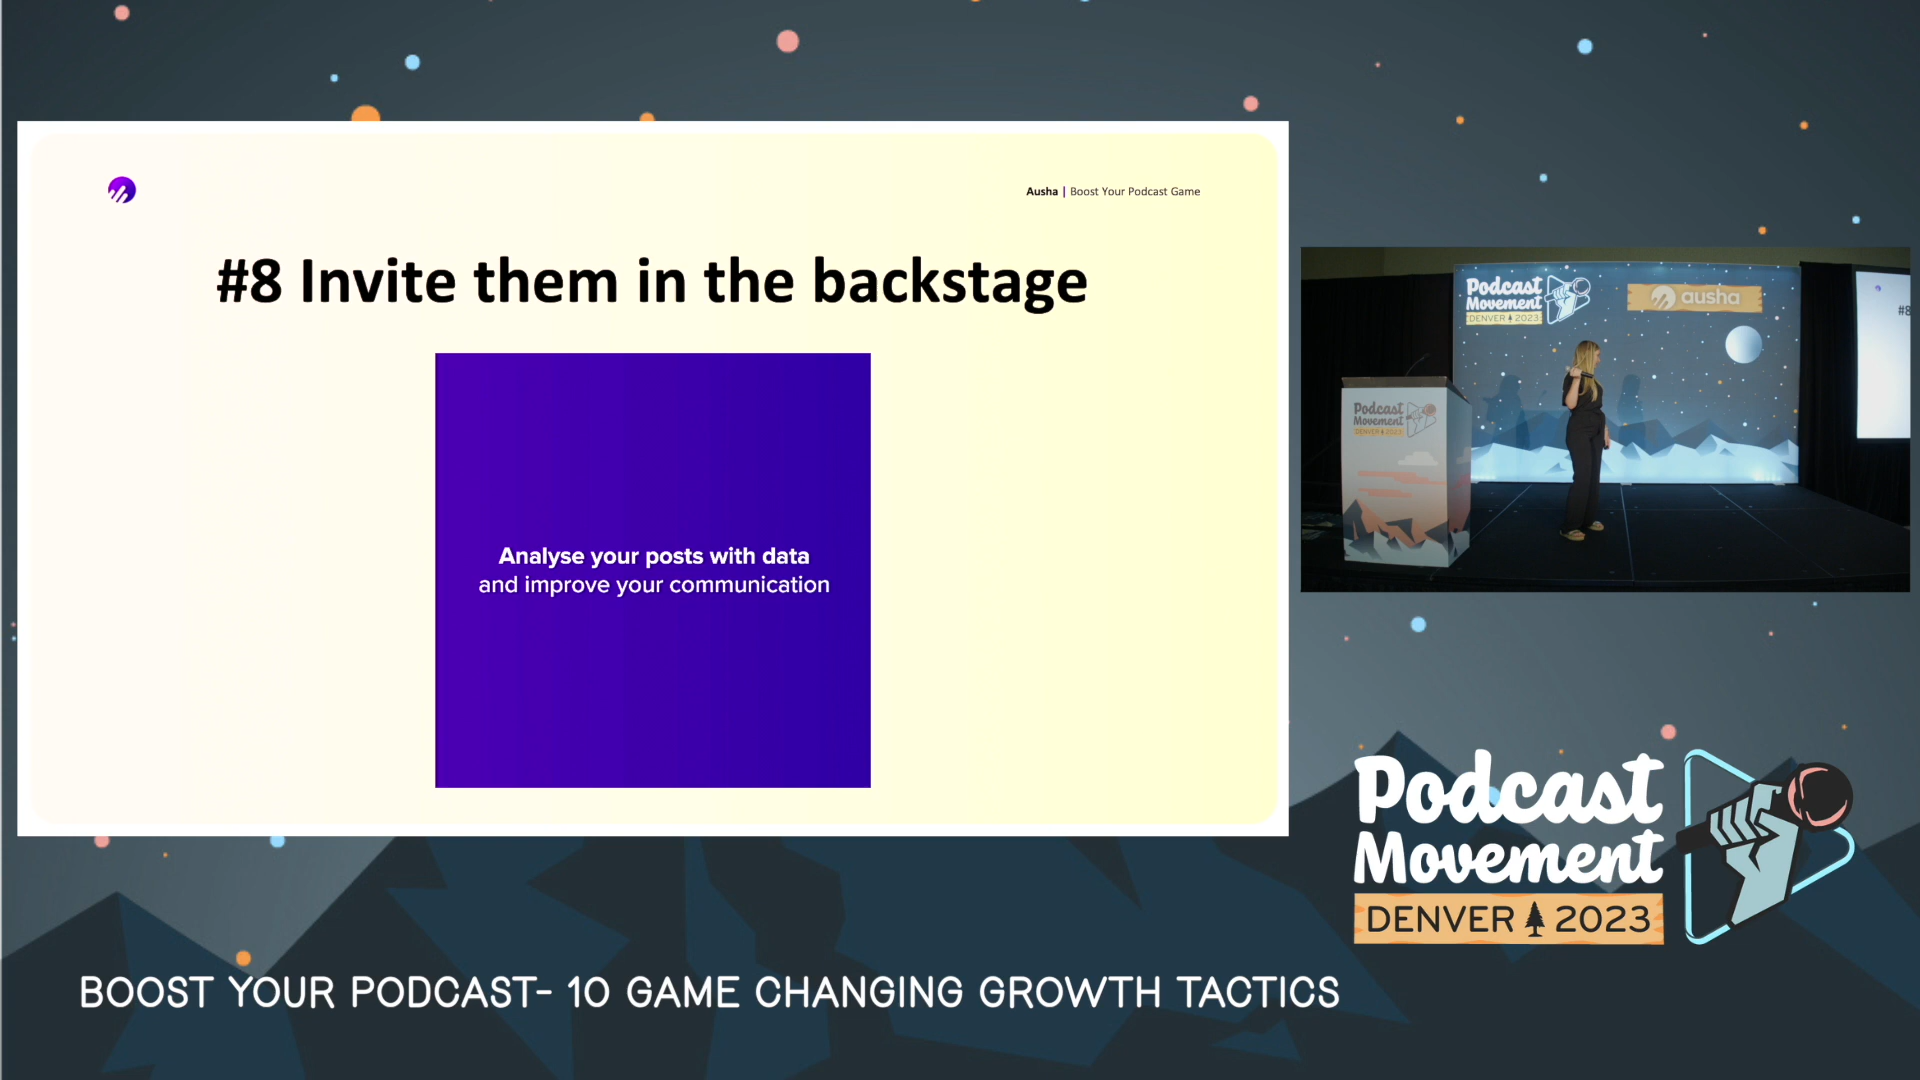 Ausha | Boost Your Podcast Game
#8 Invite them in the backstage
Analyse your posts with data
and improve your communication
Podcast
Movement
DENVER 2023
ausha
#8
Podcast
Movement
DENVER 2023
Podcast
Movement
DENVER 2023
BOOST YOUR PODCAST- 10 GAME CHANGING GROWTH TACTICS